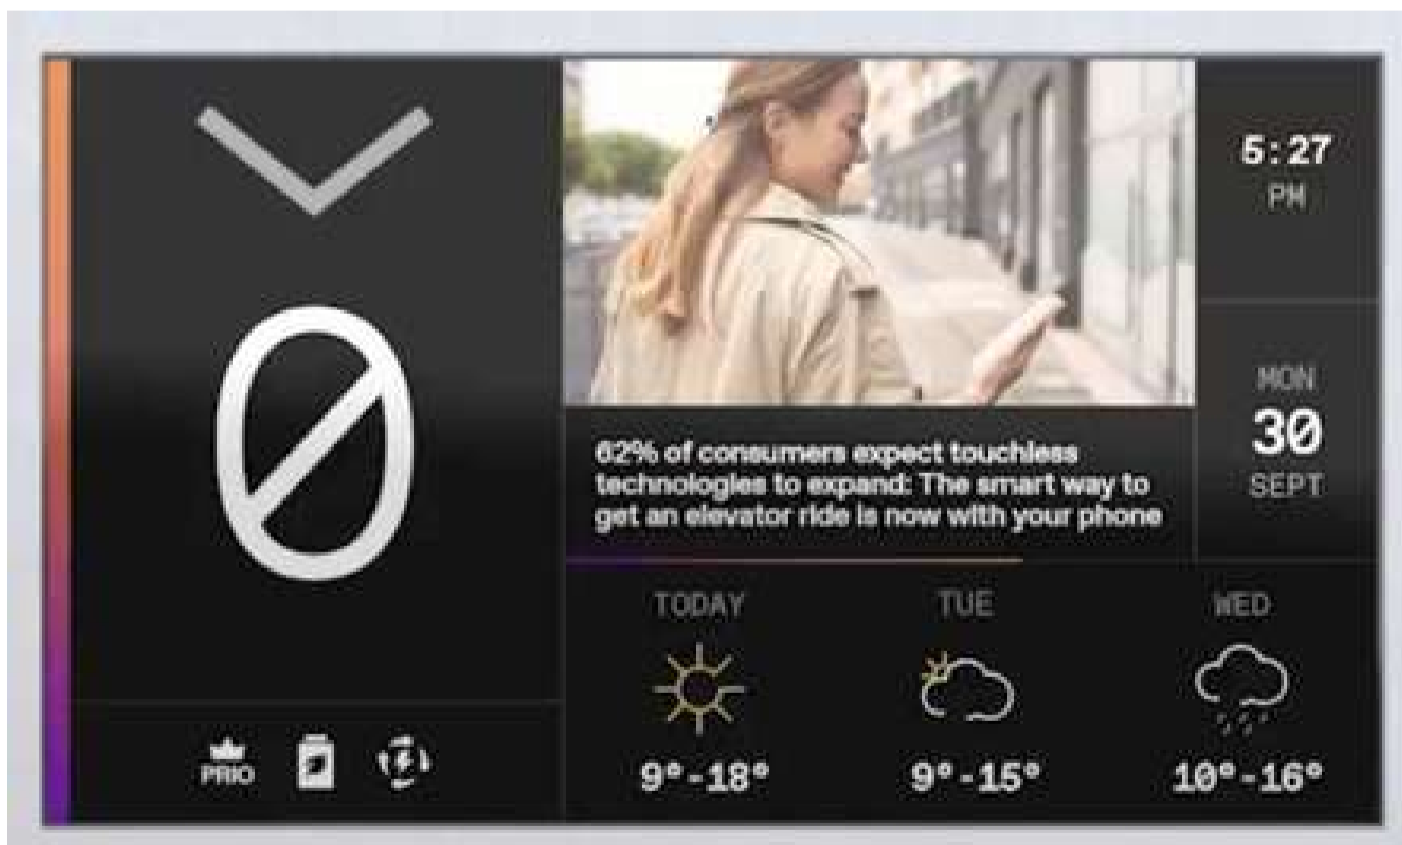 0
PRIO
62% of consumers expect touchless
technologies to expand: The smart way to
get an elevator ride is now with your phone
5:27
PM
MON
30
SEPT
TODAY
TUE
WED
9°-18°
9°-15°
10°-16°